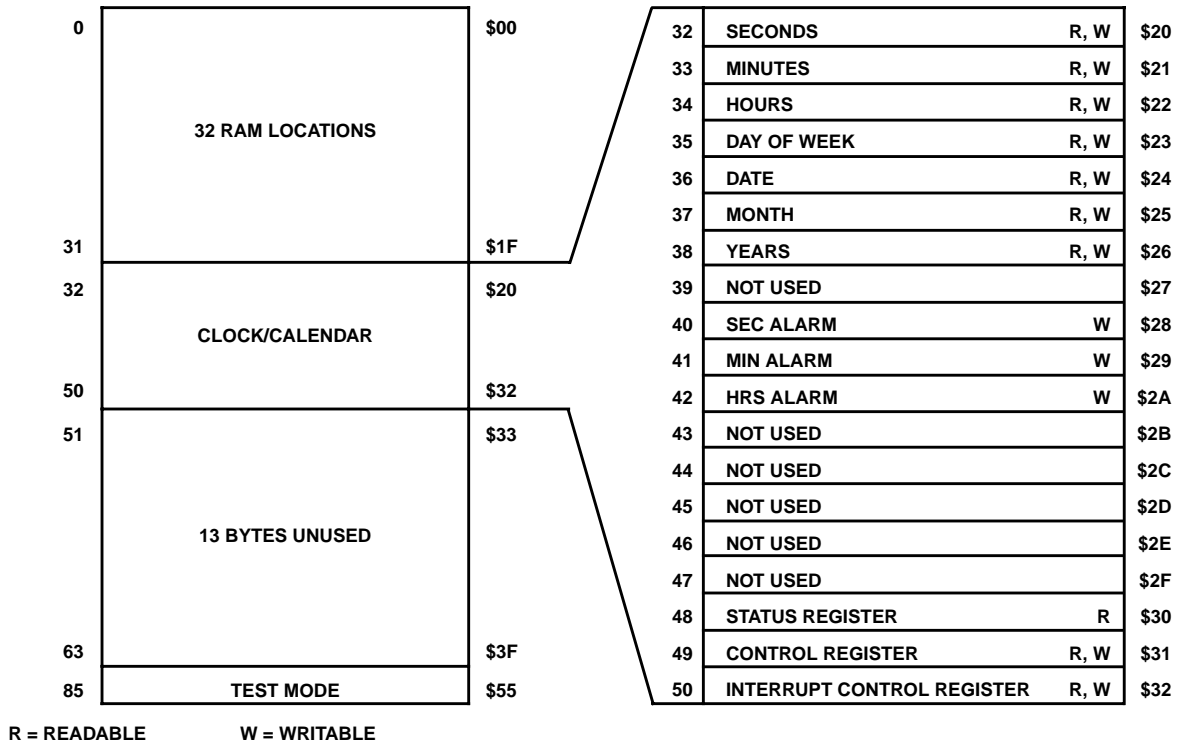 0 $00
32 RAM LOCATIONS
31 $1F
32 $20
CLOCK/CALENDAR
50 $32
51 $33
13 BYTES UNUSED
63 $3F
85 TEST MODE $55
32 SECONDS R, W $20
33 MINUTES R, W $21
34 HOURS R, W $22
35 DAY OF WEEK R, W $23
36 DATE R, W $24
37 MONTH R, W $25
38 YEARS R, W $26
39 NOT USED $27
40 SEC ALARM W $28
41 MIN ALARM W $29
42 HRS ALARM W $2A
43 NOT USED $2B
44 NOT USED $2C
45 NOT USED $2D
46 NOT USED $2E
47 NOT USED $2F
48 STATUS REGISTER R $30
49 CONTROL REGISTER R, W $31
50 INTERRUPT CONTROL REGISTER R, W $32
R = READABLE W = WRITABLE